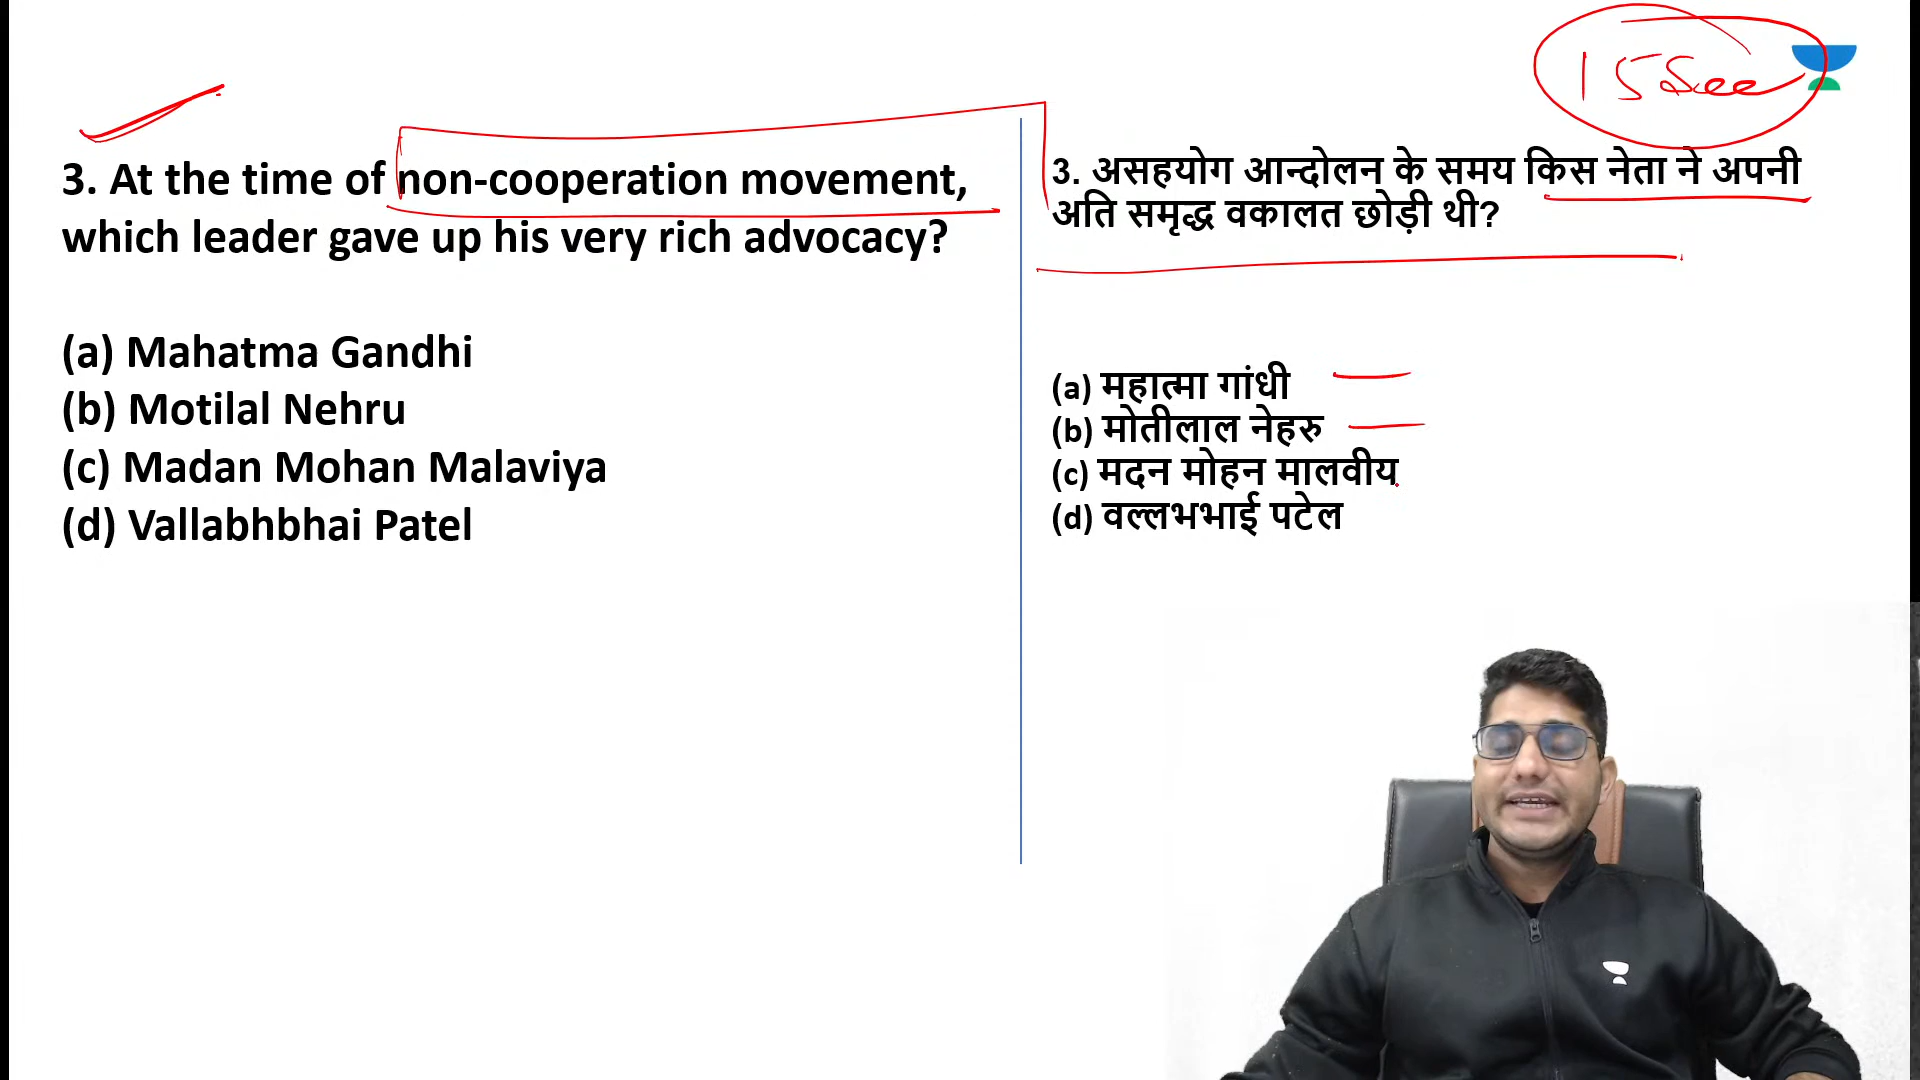 15 Sec
3. At the time of non-cooperation movement,
which leader gave up his very rich advocacy?
(a) Mahatma Gandhi
(b) Motilal Nehru
(c) Madan Mohan Malaviya
(d) Vallabhbhai Patel
3. असहयोग आन्दोलन के समय किस नेता ने अपनी
अति समृद्ध वकालत छोड़ी थी?
(a) महात्मा गांधी
(b) मोतीलाल नेहरु
(c) मदन मोहन मालवीय
(d) वल्लभभाई पटेल